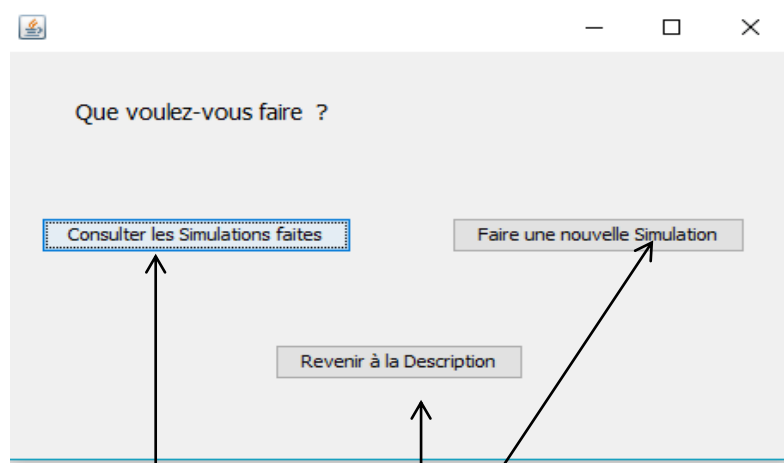 Que voulez-vous faire ?
Consulter les Simulations faites
Faire une nouvelle Simulation
Revenir à la Description